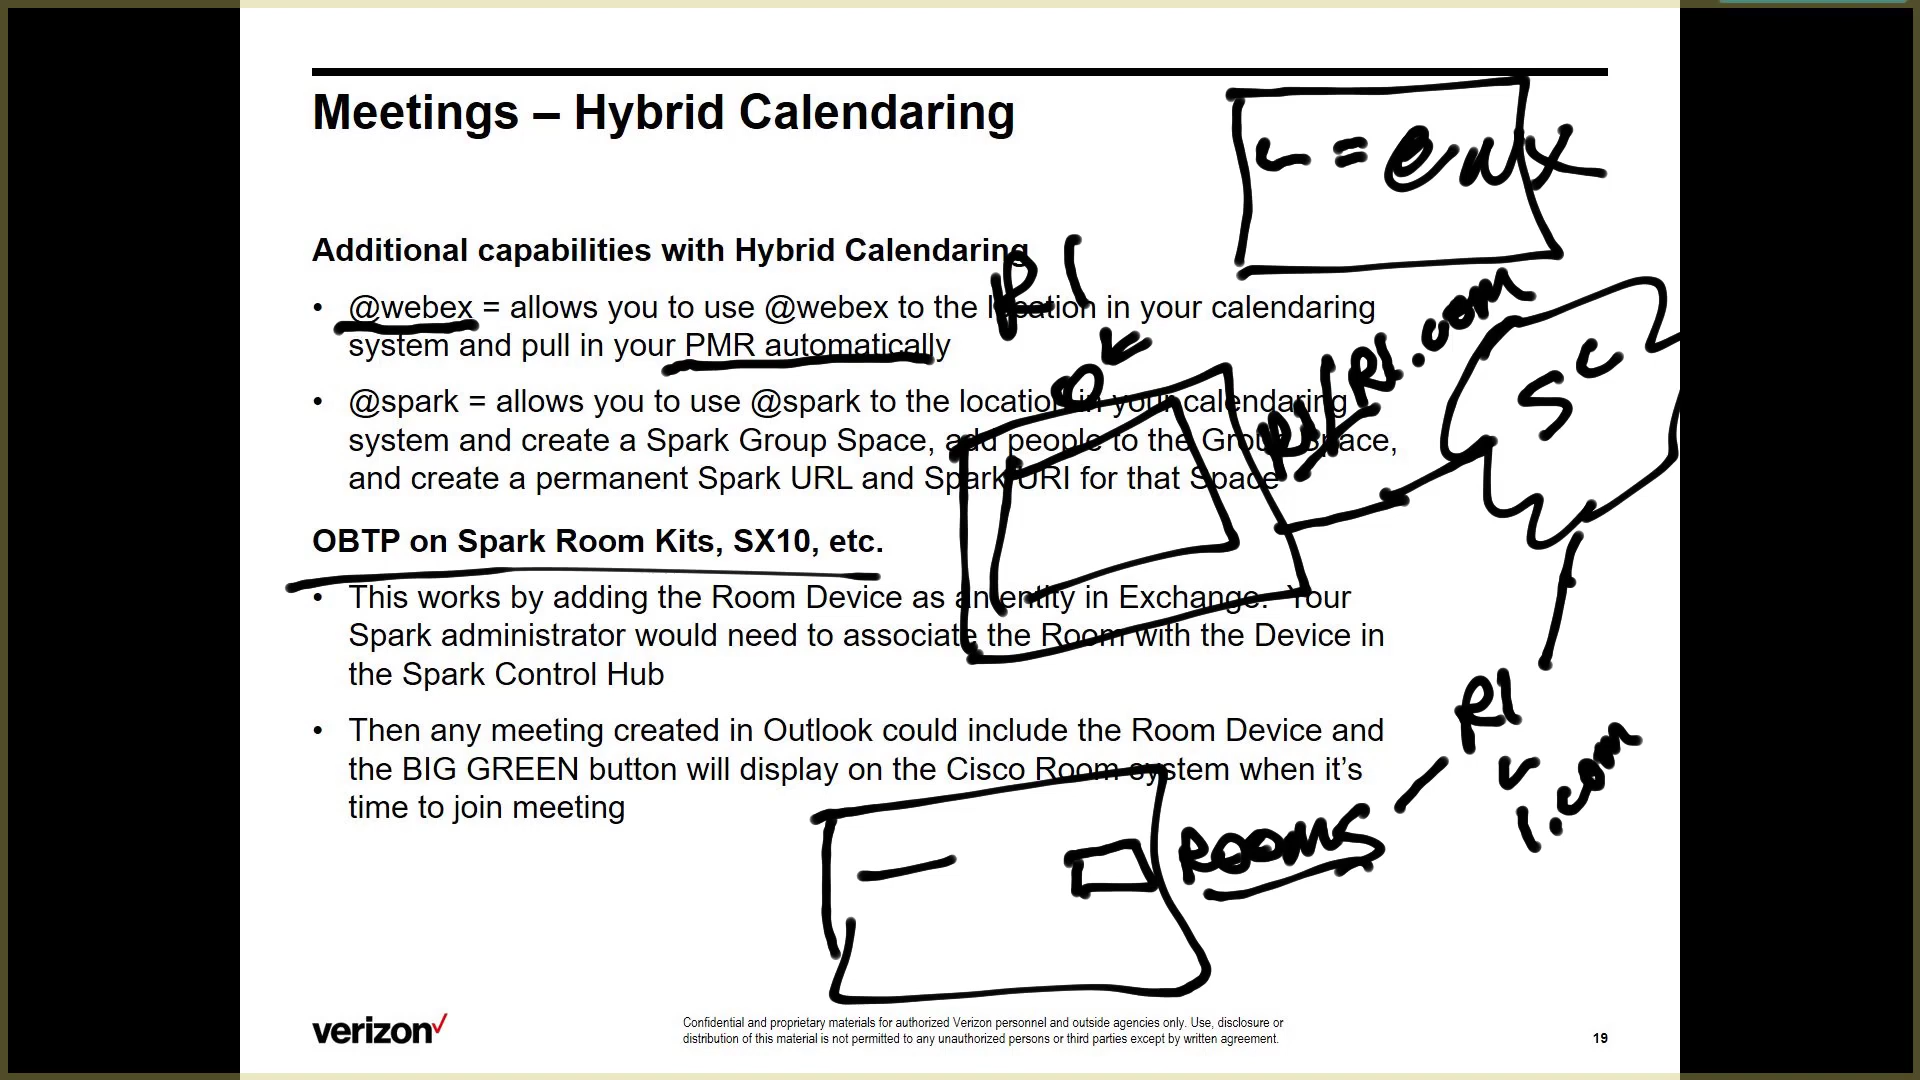 Meetings – Hybrid Calendaring
Additional capabilities with Hybrid Calendaring
• @webex = allows you to use @webex to the location in your calendaring
system and pull in your PMR automatically
• @spark = allows you to use @spark to the location in your calendaring
system and create a Spark Group Space, add people to the Group Space,
and create a permanent Spark URL and Spark URI for that Space
OBTP on Spark Room Kits, SX10, etc.
• This works by adding the Room Device as an entity in Exchange. Your
Spark administrator would need to associate the Room with the Device in
the Spark Control Hub
• Then any meeting created in Outlook could include the Room Device and
the BIG GREEN button will display on the Cisco Room system when it’s
time to join meeting
R1
.com
SC
R1
1.com
ROOMS
verizon✓
Confidential and proprietary materials for authorized Verizon personnel and outside agencies only. Use, disclosure or
distribution of this material is not permitted to any unauthorized persons or third parties except by written agreement.
19